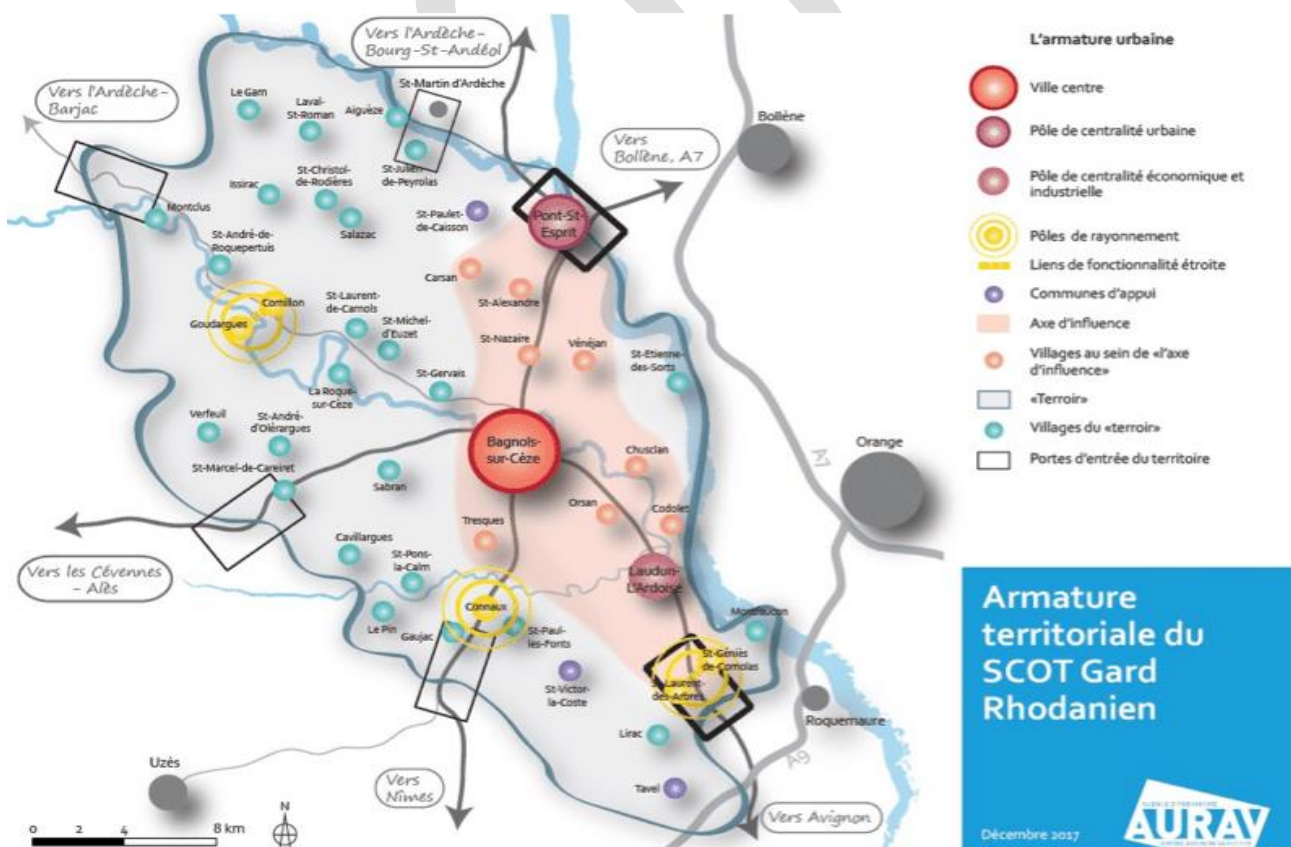 Vers l'Ardèche-
Bourg-St-Andéol
Vers l'Ardèche-
Barjac
St-Martin d'Ardèche
Le Garn
Laval-
St-Roman
Aiguèze
Bollène
Vers
Bollène, A7
St-Julien
de-Peyrolas
St-Christol-
de-Rodières
Issirac
Montclus
Salazac
St-Paulet-
de-Caisson
Pont-St-
Esprit
St-André-de-
Roquepertuis
Carsan
St-Alexandre
Cornillon
Goudargues
St-Laurent-
de-Carnols
St-Michel-
d'Euzet
St-Nazaire
Vénéjan
St-Etienne-
des-Sorts
La Roque-
sur-Cèze
St-Gervais
Verfeuil
St-André-
d'Olérargues
Bagnols-
sur-Cèze
Orange
A7
Chusclan
St-Marcel-de-Careiret
Sabran
Orsan
Codolet
Tresques
Cavillargues
St-Pons-
la-Calm
Vers les Cévennes
- Alès
Laudun-
L'Ardoise
Connaux
Le Pin
Gaujac
St-Paul-
les-Fonts
Montfaucon
St-Géniès
de-Comolas
St-Laurent-
des-Arbres
St-Victor-
la-Coste
Roquemaure
Lirac
A9
Uzès
Tavel
Vers
Nîmes
Vers Avignon
N
0 2 4 8 km
L'armature urbaine
Ville centre
Pôle de centralité urbaine
Pôle de centralité économique et
industrielle
Pôles de rayonnement
Liens de fonctionnalité étroite
Communes d'appui
Axe d'influence
Villages au sein de «l'axe
d'influence»
«Terroir»
Villages du «terroir»
Portes d'entrée du territoire
Armature
territoriale du
SCOT Gard
Rhodanien
Décembre 2017
AURAV